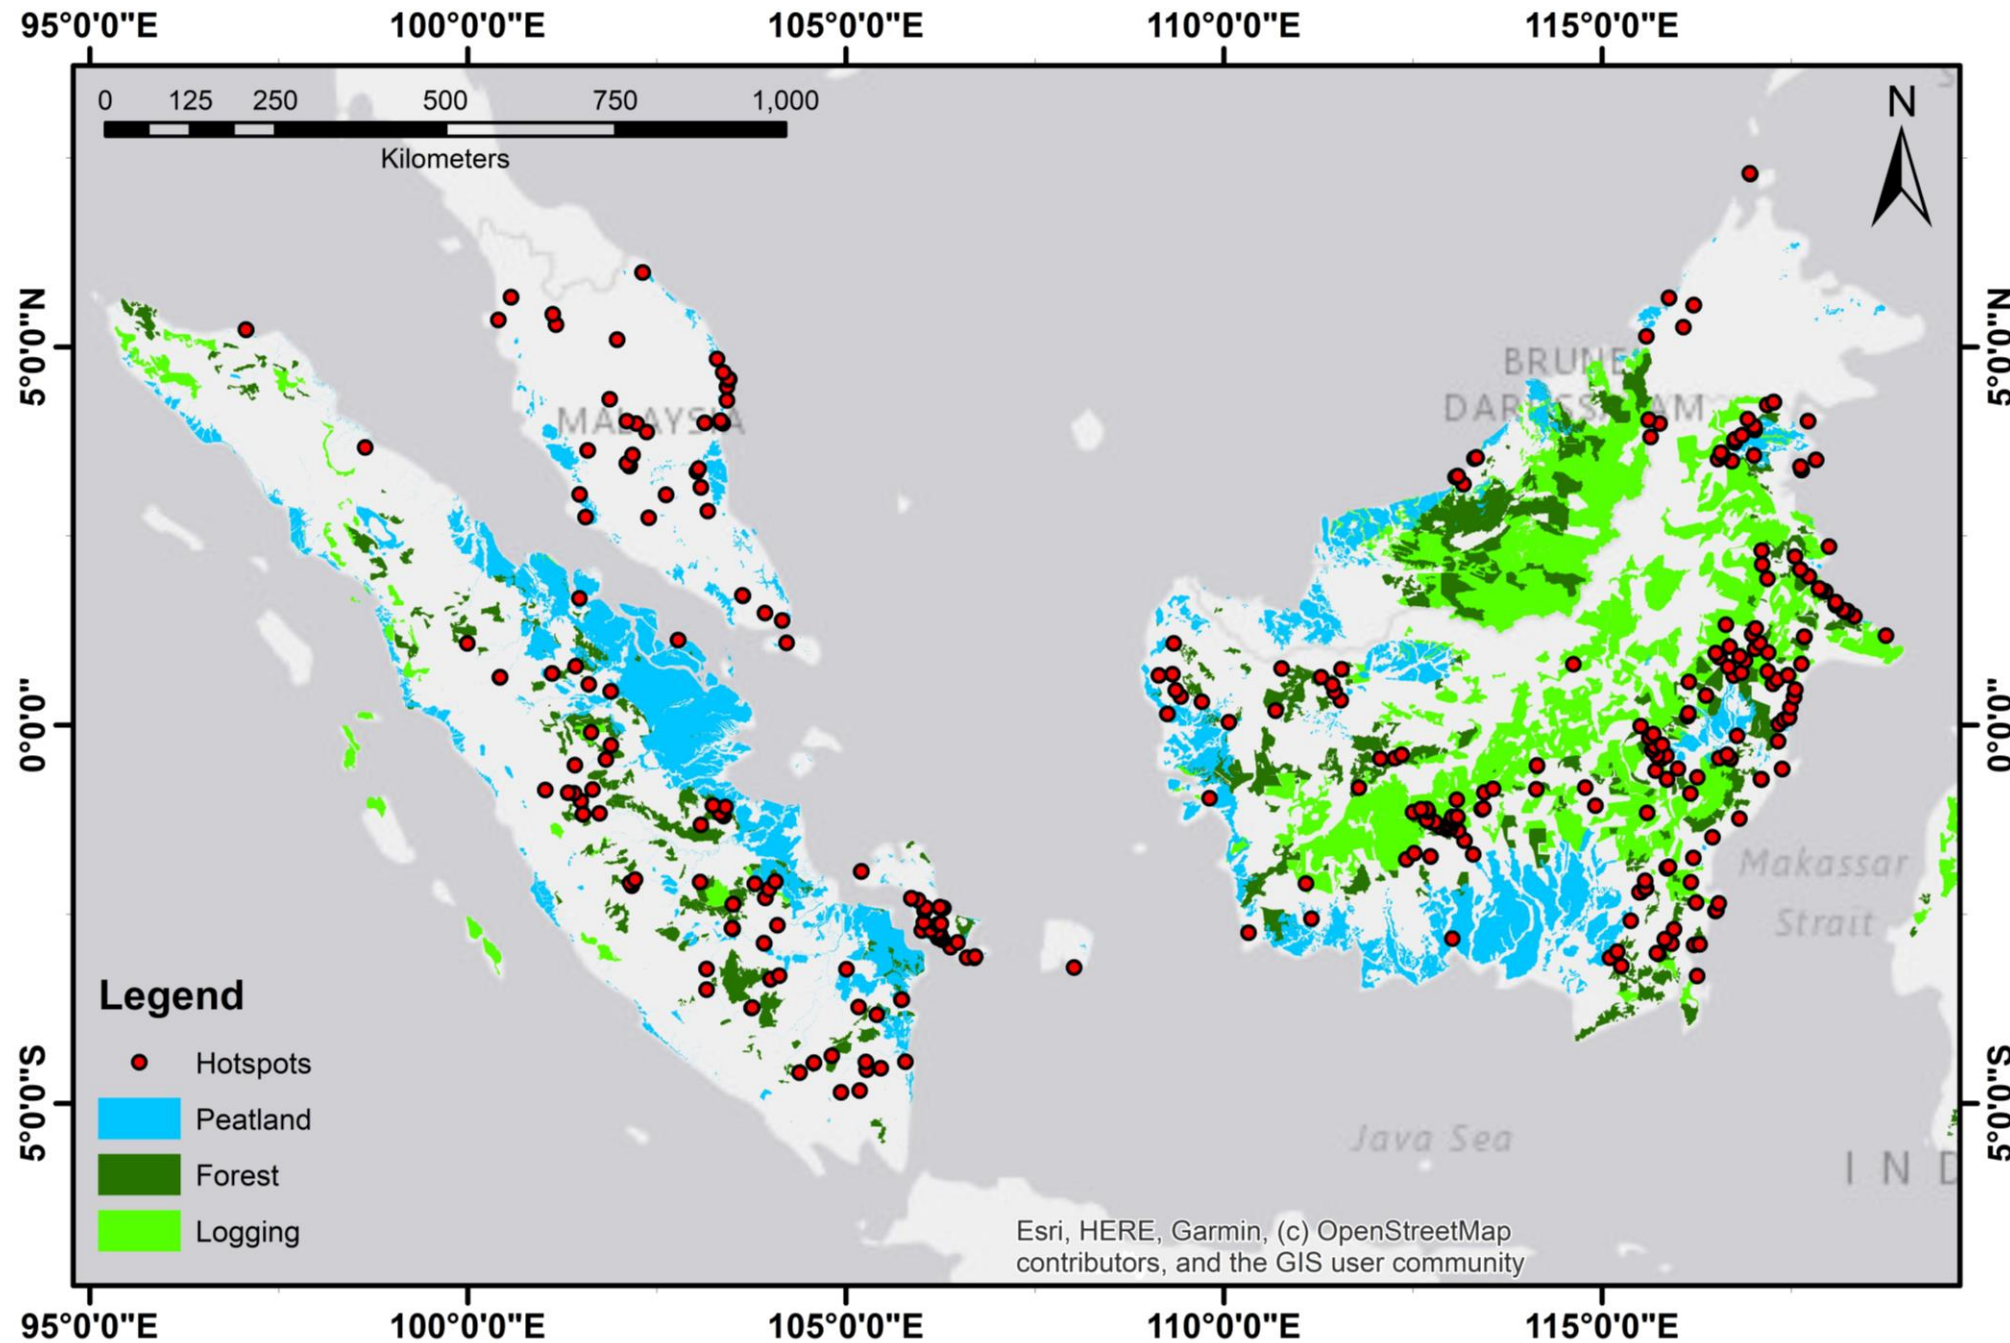 95°0'0"E 100°0'0"E 105°0'0"E 110°0'0"E 115°0'0"E
0 125 250 500 750 1,000
Kilometers
N
S
5°0'0"N 5°0'0"N
BRUNE
DARUSSALAM
MALAYSIA
0°0'0" 0°0'0"
Makassar
Strait
Legend
Hotspots
Peatland
Forest
Logging
5°0'0"S 5°0'0"S
Java Sea
IND
Esri, HERE, Garmin, (c) OpenStreetMap
contributors, and the GIS user community
95°0'0"E 100°0'0"E 105°0'0"E 110°0'0"E 115°0'0"E